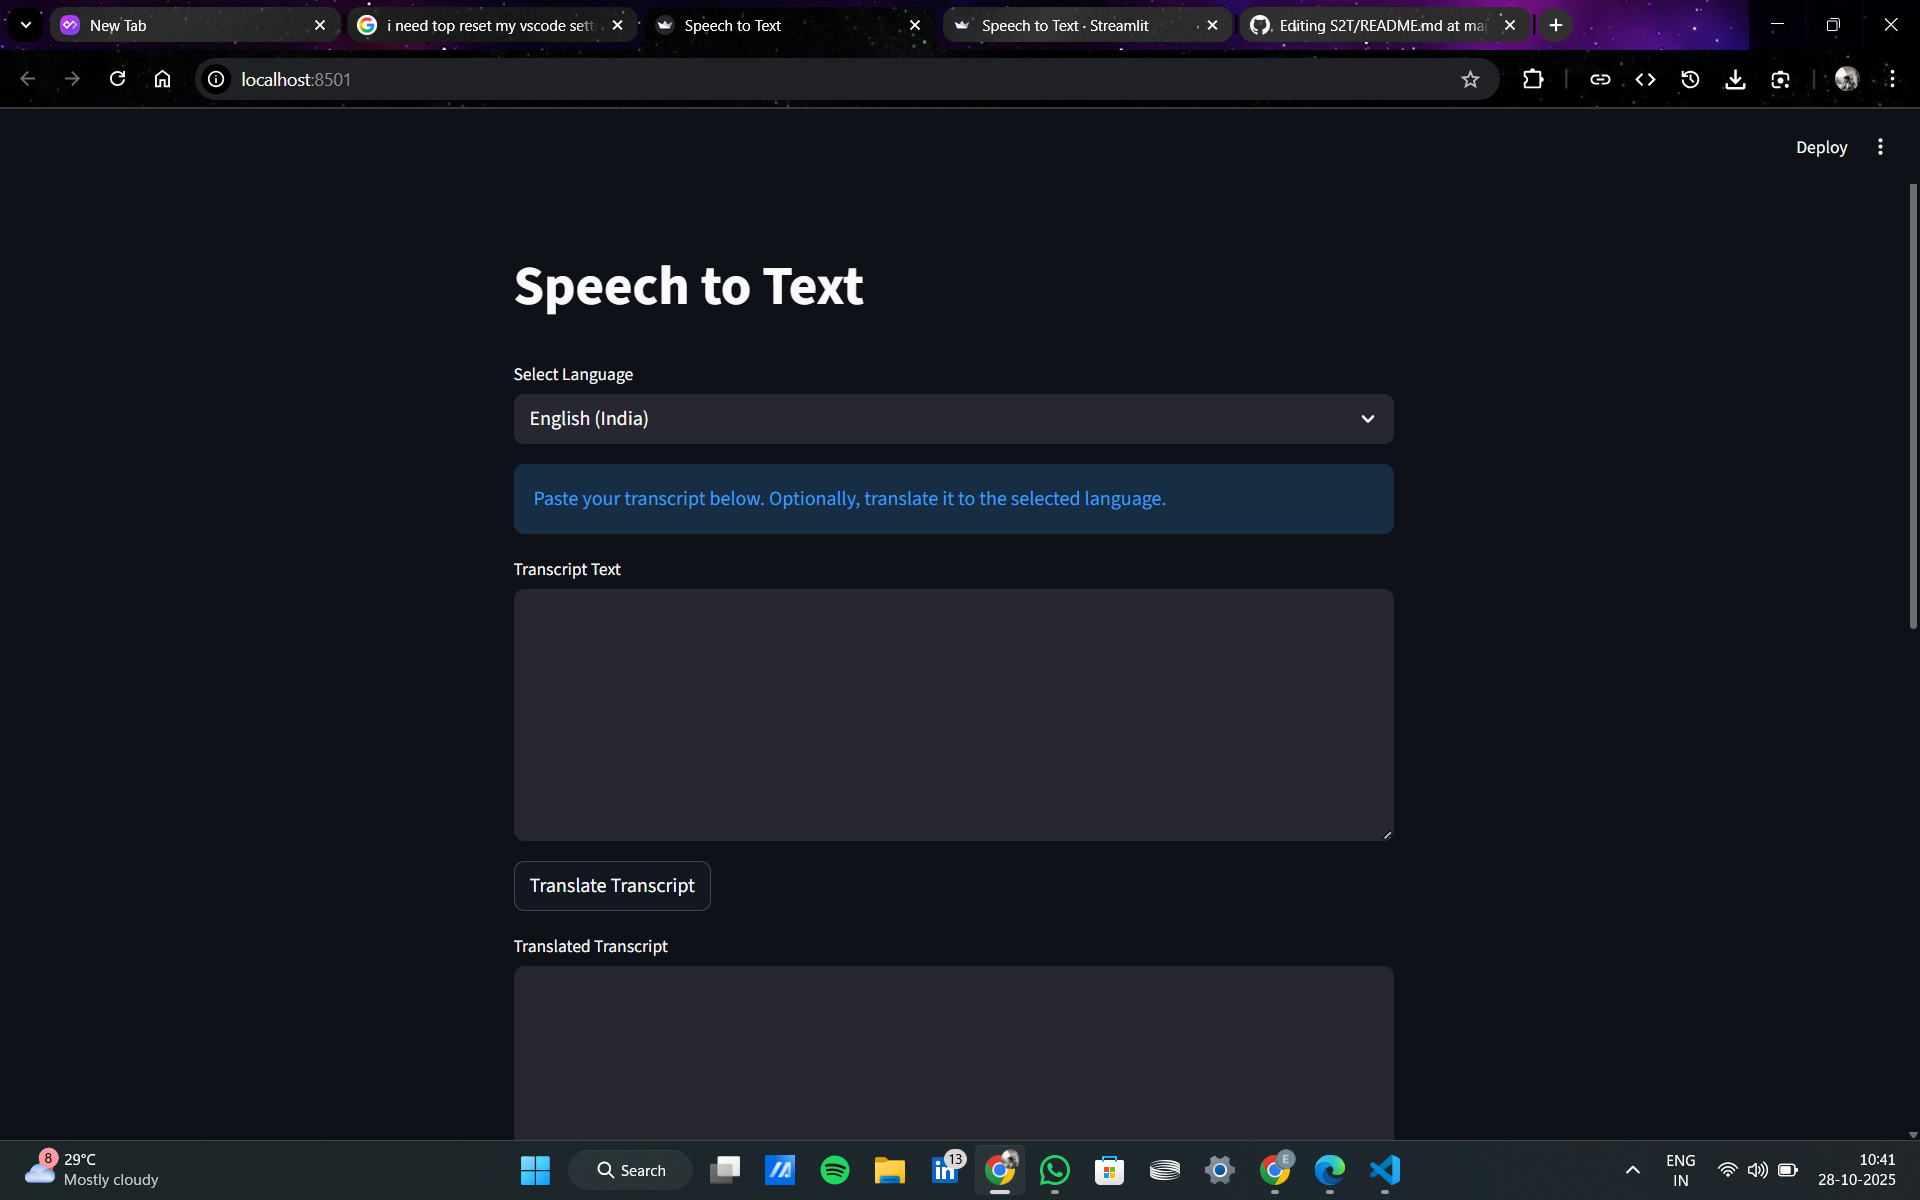 New Tab
i need top reset my vscode sett
Speech to Text
Speech to Text · Streamlit
Editing S2T/README.md at mai
localhost:8501
Deploy
Speech to Text
Select Language
English (India)
Paste your transcript below. Optionally, translate it to the selected language.
Transcript Text
Translate Transcript
Translated Transcript
8
29°C
Mostly cloudy
Search
13
E
ENG
IN
10:41
28-10-2025